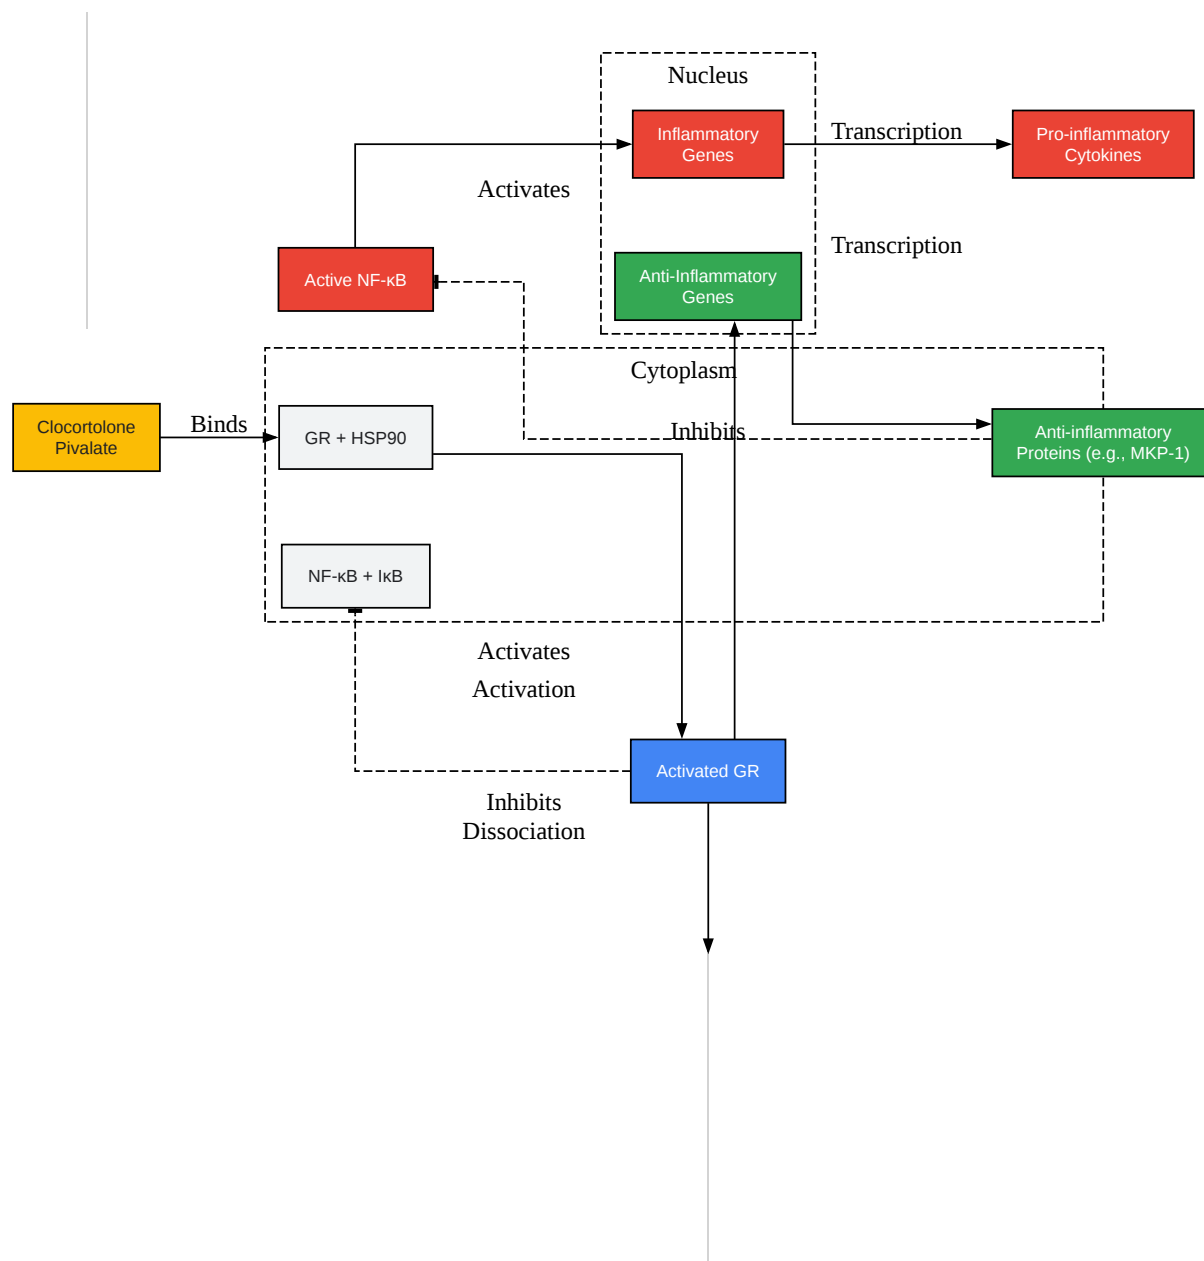 Nucleus
Inflammatory
Genes
Transcription
Pro-inflammatory
Cytokines
Activates
Transcription
Active NF-κB
Anti-Inflammatory
Genes
Cytoplasm
Clocortolone
Pivalate
Binds
GR + HSP90
Inhibits
Anti-inflammatory
Proteins (e.g., MKP-1)
NF-κB + IκB
Activates
Activation
Activated GR
Inhibits
Dissociation